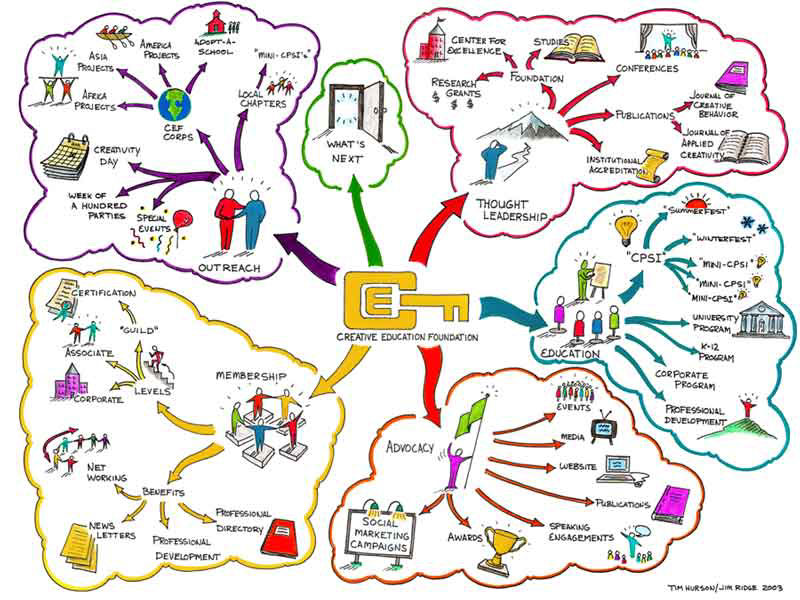 ASIA
PROJECTS
AMERICA
PROJECTS
ADOPT-A-
SCHOOL
"MINI-CPSI's"
LOCAL
CHAPTERS
AFRICA
PROJECTS
CEF
CORPS
CREATIVITY
DAY
WEEK OF
A HUNDRED
PARTIES
SPECIAL
EVENTS
OUTREACH
WHAT'S
NEXT
CENTER FOR
EXCELLENCE
STUDIES
RESEARCH
GRANTS
$ $ $
FOUNDATION
CONFERENCES
PUBLICATIONS
JOURNAL OF
CREATIVE
BEHAVIOR
JOURNAL OF
APPLIED
CREATIVITY
INSTITUTIONAL
ACCREDITATION
THOUGHT
LEADERSHIP
"SUMMERFEST"
"WINTERFEST"
"CPSI"
"MINI-CPSI"
"MINI-CPSI"
MINI-CPSI"
UNIVERSITY
PROGRAM
K-12
PROGRAM
CORPORATE
PROGRAM
PROFESSIONAL
DEVELOPMENT
EDUCATION
CE
CREATIVE EDUCATION FOUNDATION
CERTIFICATION
"GUILD"
ASSOCIATE
CORPORATE
LEVELS
MEMBERSHIP
NET
WORKING
BENEFITS
NEWS
LETTERS
PROFESSIONAL
DEVELOPMENT
PROFESSIONAL
DIRECTORY
ADVOCACY
EVENTS
MEDIA
WEBSITE
PUBLICATIONS
SPEAKING
ENGAGEMENTS
AWARDS
SOCIAL
MARKETING
CAMPAIGNS
TIM HURSON/JIM RIDGE 2003